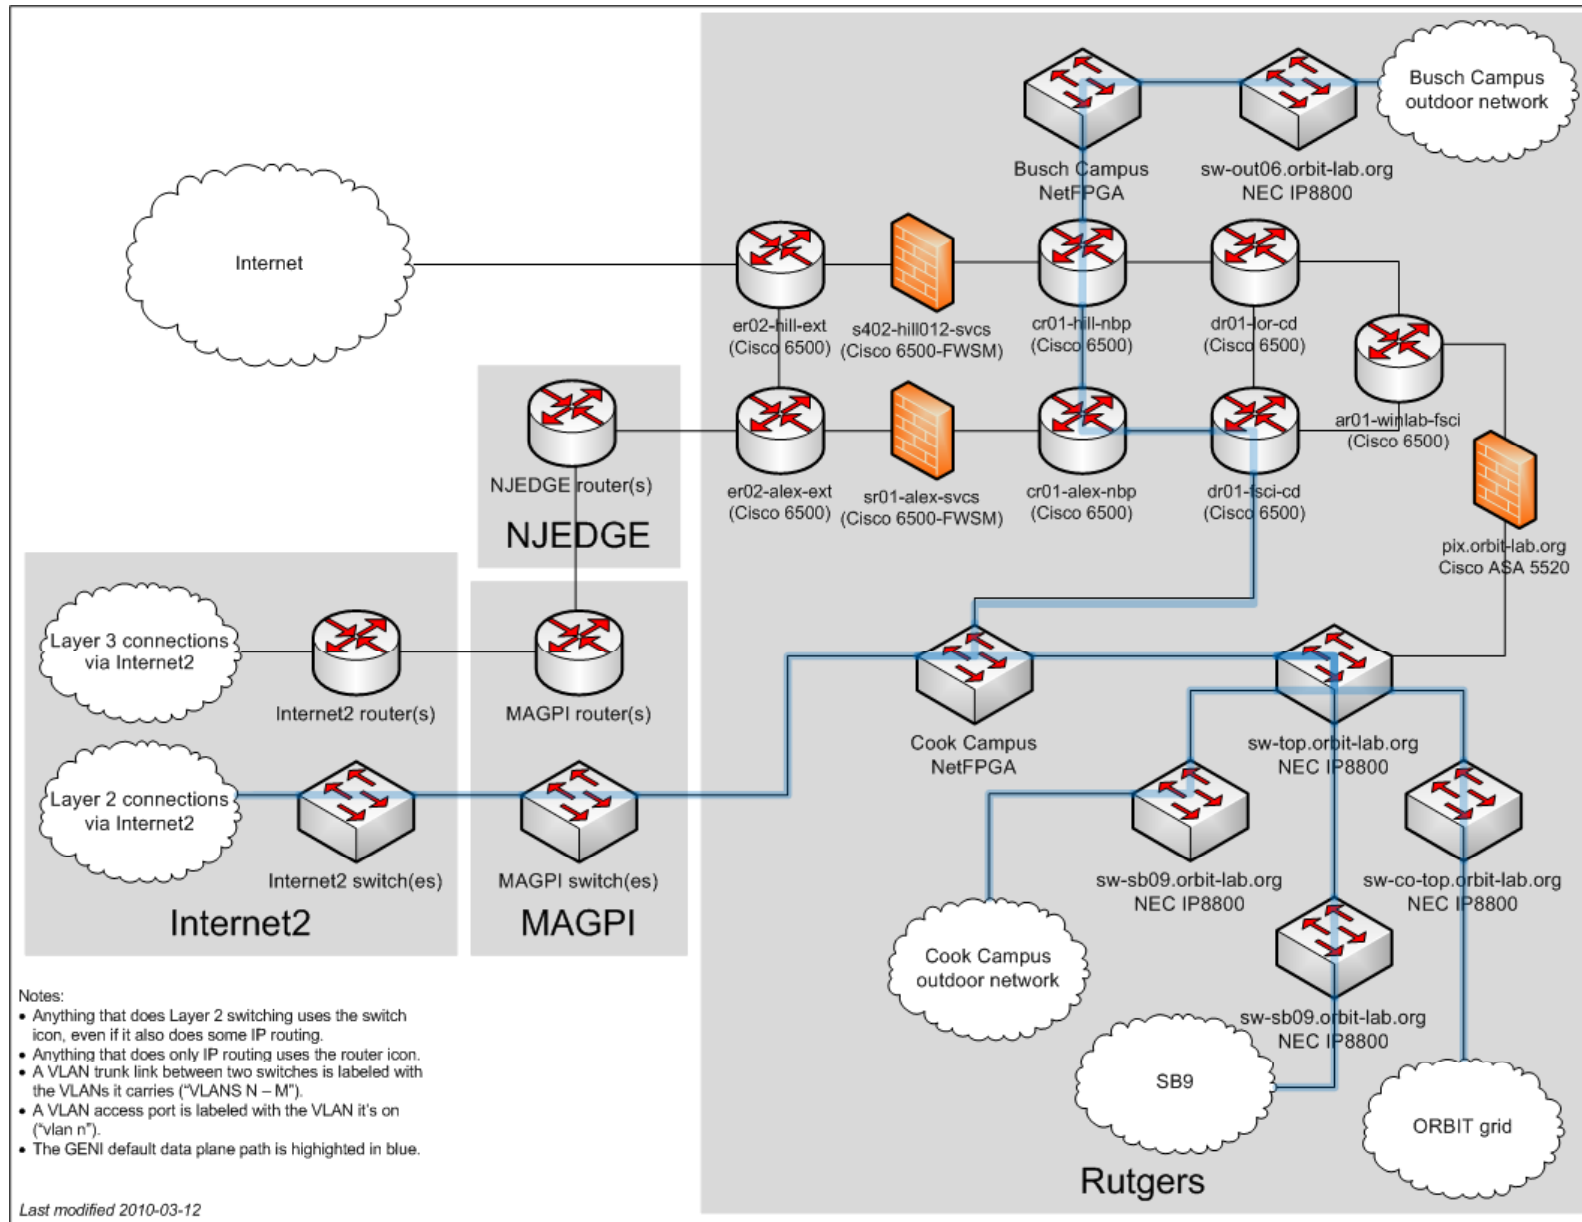 Busch Campus
outdoor network
Busch Campus
NetFPGA
sw-out06.orbit-lab.org
NEC IP8800
Internet
er02-hill-ext
(Cisco 6500)
s402-hill012-svcs
(Cisco 6500-FWSM)
cr01-hill-nbp
(Cisco 6500)
dr01-lor-cd
(Cisco 6500)
ar01-winlab-fsci
(Cisco 6500)
NJEDGE router(s)
NJEDGE
er02-alex-ext
(Cisco 6500)
sr01-alex-svcs
(Cisco 6500-FWSM)
cr01-alex-nbp
(Cisco 6500)
dr01-fsci-cd
(Cisco 6500)
pix.orbit-lab.org
Cisco ASA 5520
Layer 3 connections
via Internet2
Internet2 router(s)
MAGPI router(s)
Cook Campus
NetFPGA
sw-top.orbit-lab.org
NEC IP8800
Layer 2 connections
via Internet2
Internet2 switch(es)
MAGPI switch(es)
Internet2
MAGPI
sw-sb09.orbit-lab.org
NEC IP8800
sw-co-top.orbit-lab.org
NEC IP8800
Cook Campus
outdoor network
sw-sb09.orbit-lab.org
NEC IP8800
SB9
ORBIT grid
Rutgers
Notes:
• Anything that does Layer 2 switching uses the switch
icon, even if it also does some IP routing.
• Anything that does only IP routing uses the router icon.
• A VLAN trunk link between two switches is labeled with
the VLANs it carries (“VLANS N – M”).
• A VLAN access port is labeled with the VLAN it's on
(“vlan n”).
• The GENI default data plane path is highlighted in blue.
Last modified 2010-03-12